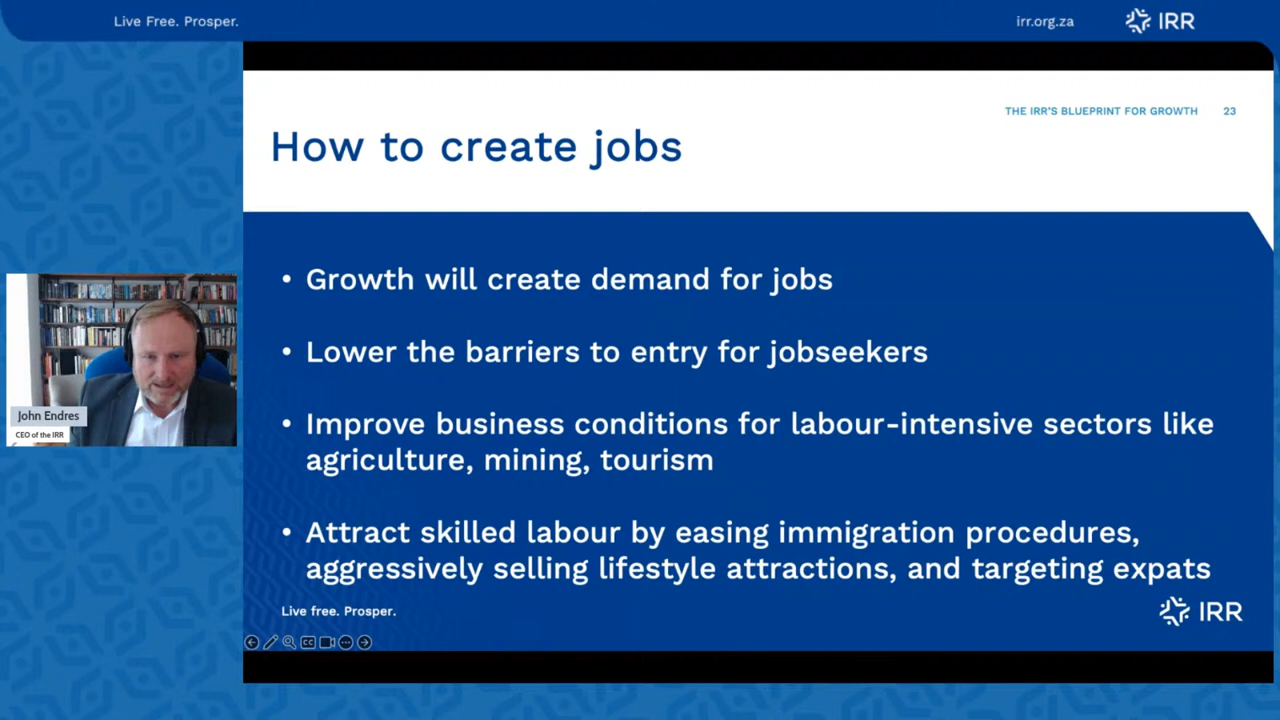 Live Free. Prosper.
irr.org.za
IRR
THE IRR'S BLUEPRINT FOR GROWTH
23
How to create jobs
• Growth will create demand for jobs
• Lower the barriers to entry for jobseekers
• Improve business conditions for labour-intensive sectors like
agriculture, mining, tourism
• Attract skilled labour by easing immigration procedures,
aggressively selling lifestyle attractions, and targeting expats
John Endres
CEO of the IRR
Live free. Prosper.
IRR
CC